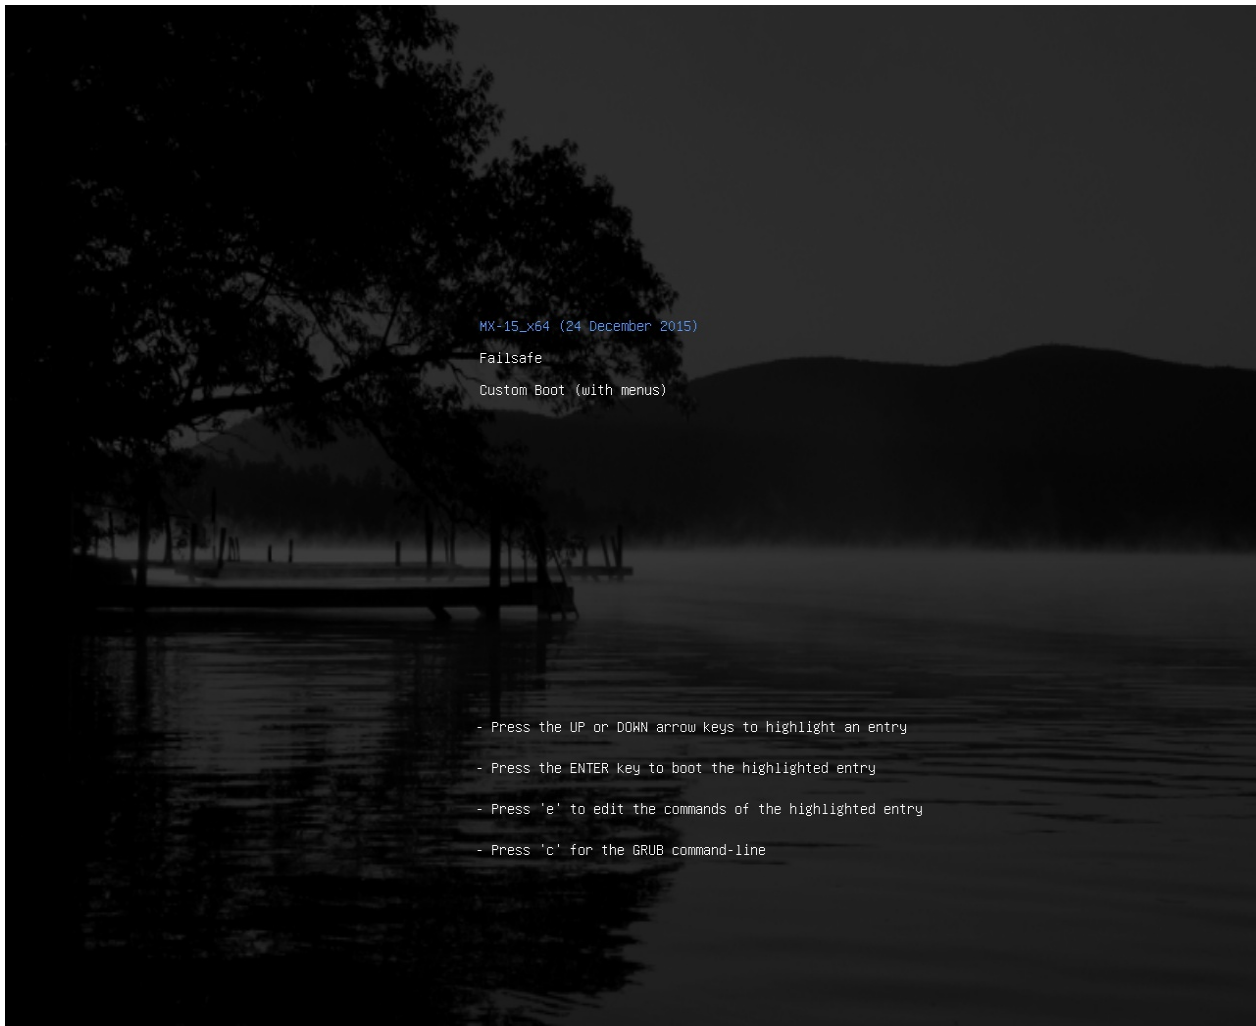 MX-15_x64 (24 December 2015)
Failsafe
Custom Boot (with menus)
- Press the UP or DOWN arrow keys to highlight an entry
- Press the ENTER key to boot the highlighted entry
- Press 'e' to edit the commands of the highlighted entry
- Press 'c' for the GRUB command-line